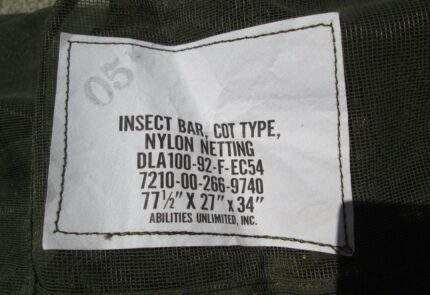 05
INSECT BAR, COT TYPE,
NYLON NETTING
DLA100-92-F-EC54
7210-00-266-9740
77½" X 27" x 34"
ABILITIES UNLIMITED, INC.